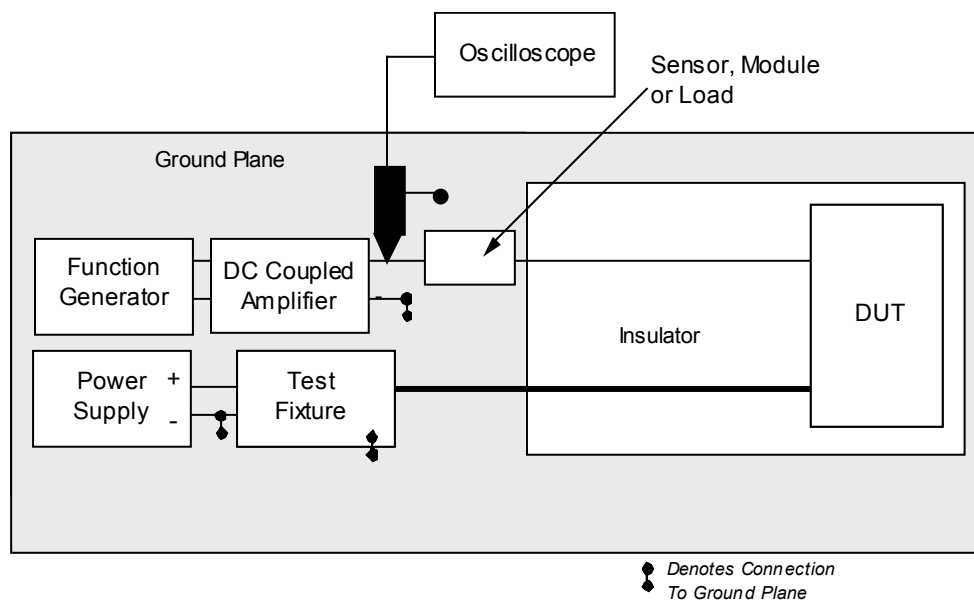 Oscilloscope
Sensor, Module
or Load
Ground Plane
Function
Generator
DC Coupled
Amplifier
-
Insulator
DUT
Power
Supply
+
-
Test
Fixture
Denotes Connection
To Ground Plane